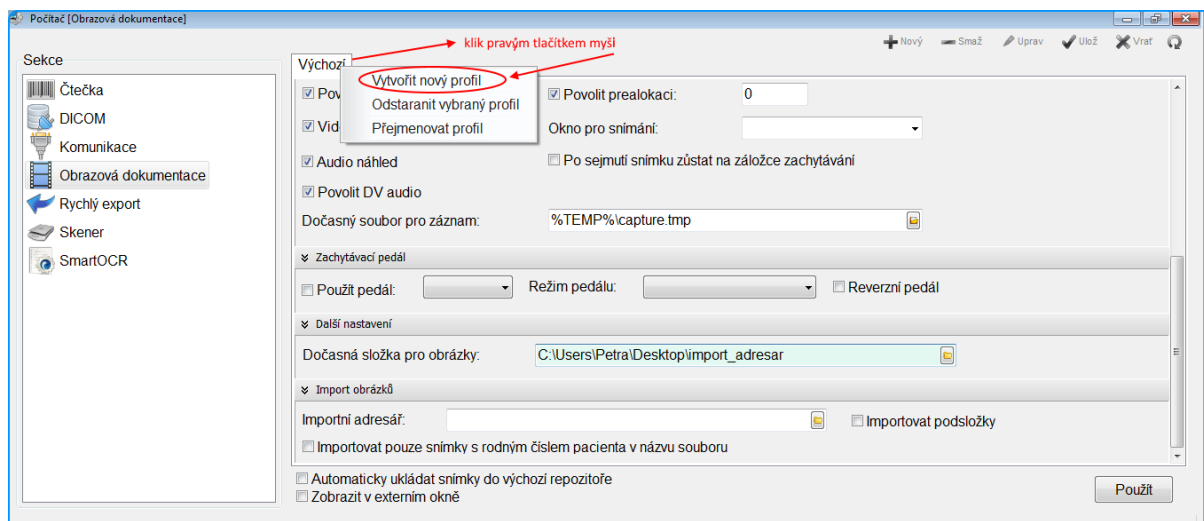 Počítač [Obrazová dokumentace]
klik pravým tlačítkem myši
Nový Smaž Uprav Ulož Vrať
Sekce
Čtečka
DICOM
Komunikace
Obrazová dokumentace
Rychlý export
Skener
SmartOCR
Výchozí
Vytvořit nový profil
Odstaranit vybraný profil
Přejmenovat profil
Pov
Povolit prealokaci: 0
Vid
Okno pro snímání:
Audio náhled
Po sejmutí snímku zůstat na záložce zachytávání
Povolit DV audio
Dočasný soubor pro záznam: %TEMP%\capture.tmp
Zachytávací pedál
Použít pedál: Režim pedálu: Reverzní pedál
Další nastavení
Dočasná složka pro obrázky: C:\Users\Petra\Desktop\import_adresar
Import obrázků
Importní adresář: Importovat podsložky
Importovat pouze snímky s rodným číslem pacienta v názvu souboru
Automaticky ukládat snímky do výchozí repozitoře
Zobrazit v externím okně
Použít